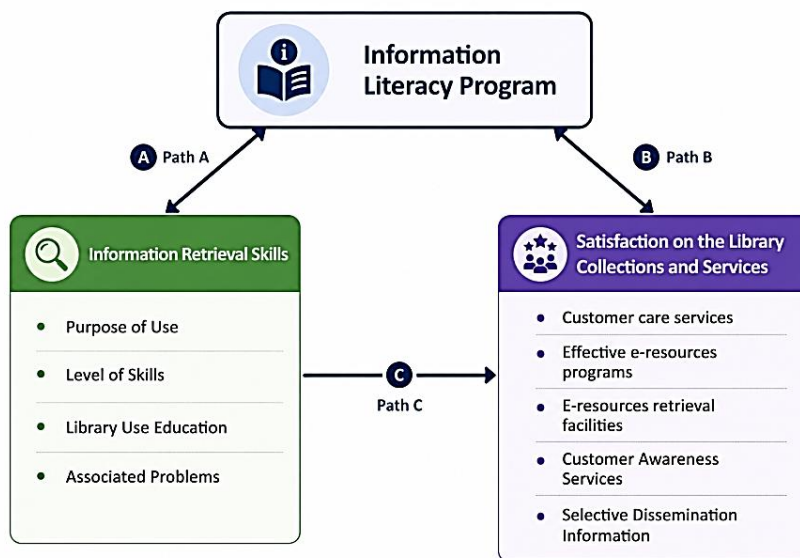 Information
Literacy Program
A Path A
B Path B
Information Retrieval Skills
• Purpose of Use
• Level of Skills
• Library Use Education
• Associated Problems
C
Path C
Satisfaction on the Library
Collections and Services
• Customer care services
• Effective e-resources
programs
• E-resources retrieval
facilities
• Customer Awareness
Services
• Selective Dissemination
Information